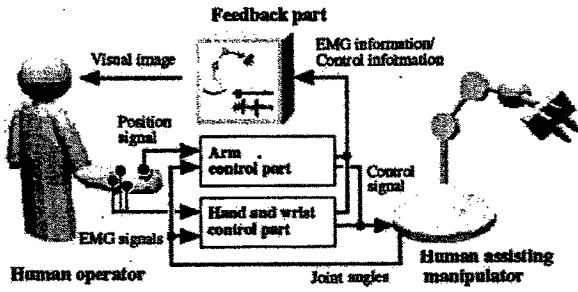 Feedback part
Visual image
EMG information/
Control information
Position
signal
Arm
control part
Control
signal
Hand and wrist
control part
EMG signals
Human operator
Joint angles
Human assisting
manipulator